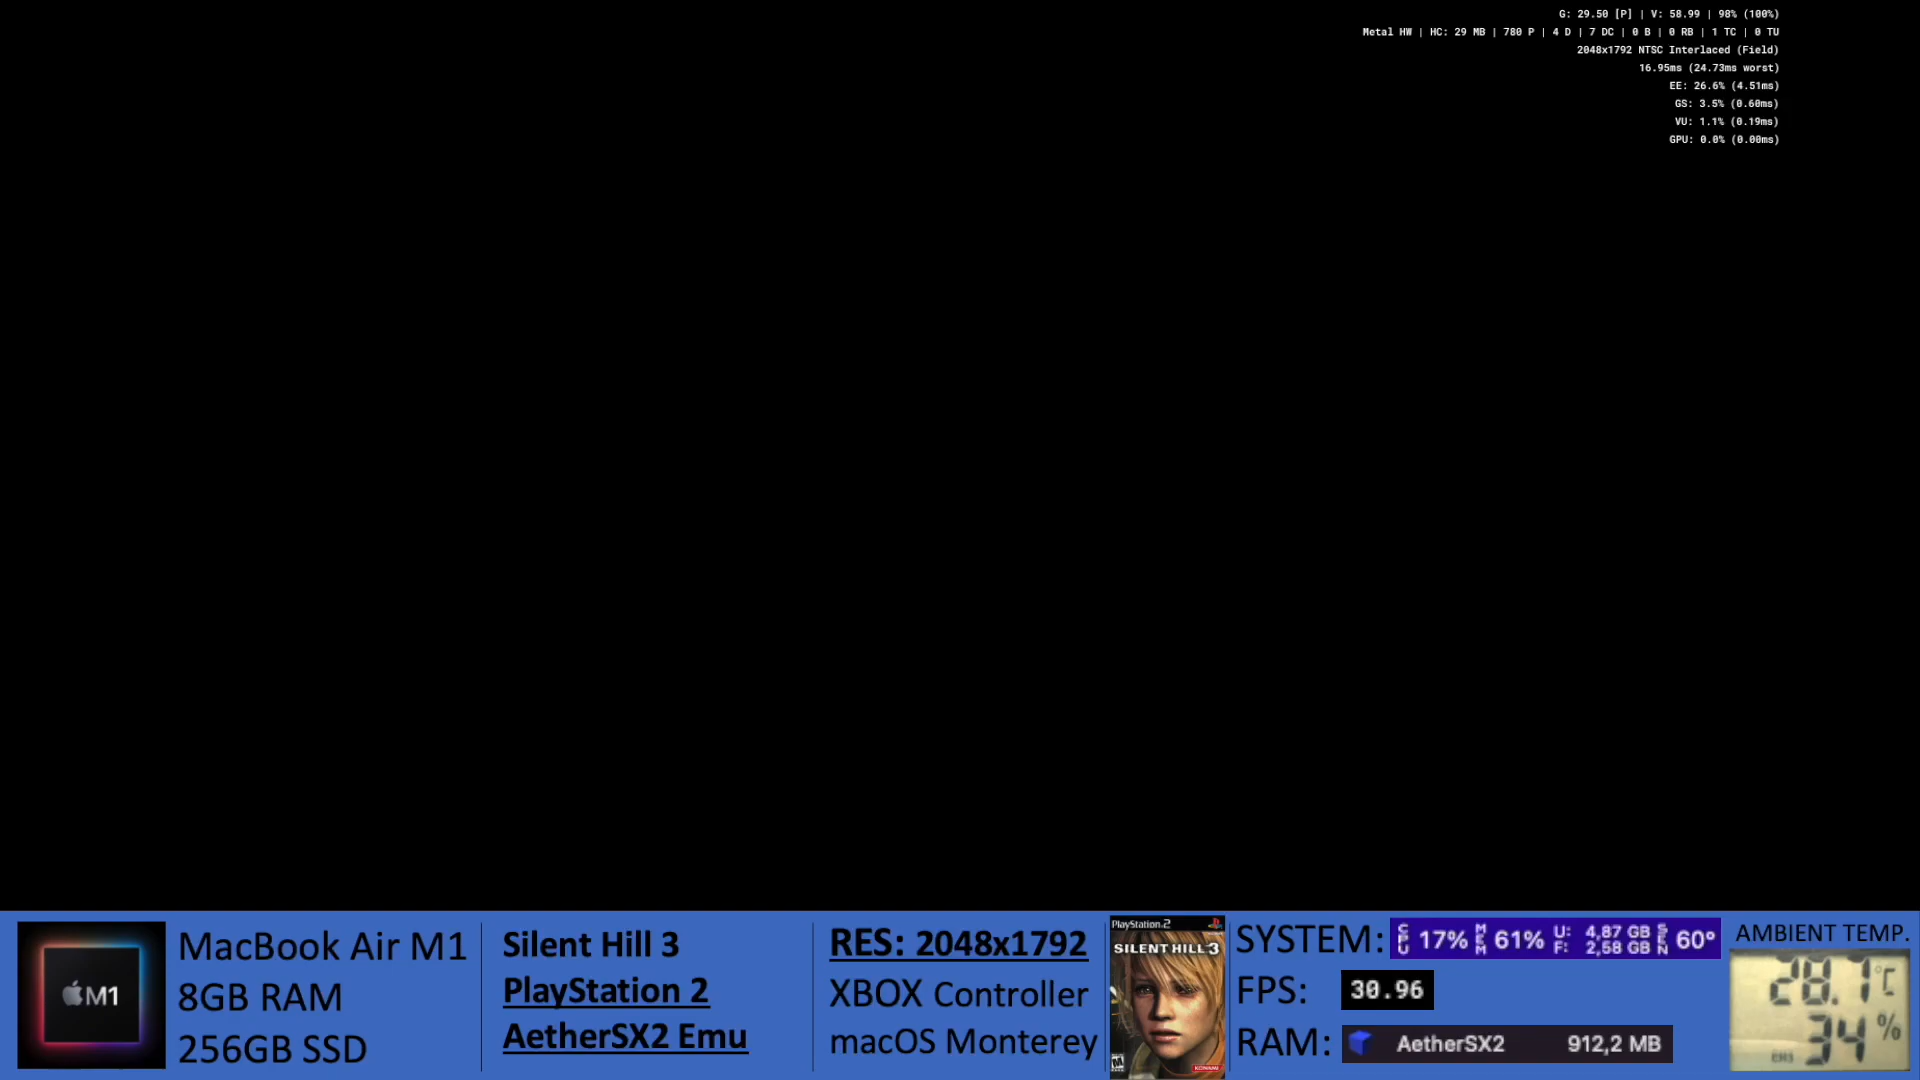 G: 29.50 [P] | V: 58.99 | 98% (100%)
Metal HW | HC: 29 MB | 780 P | 4 D | 7 DC | 0 B | 0 RB | 1 TC | 0 TU
2048x1792 NTSC Interlaced (Field)
16.95ms (24.73ms worst)
EE: 26.6% (4.51ms)
GS: 3.5% (0.60ms)
VU: 1.1% (0.19ms)
GPU: 0.0% (0.00ms)
M1
MacBook Air M1
8GB RAM
256GB SSD
Silent Hill 3
PlayStation 2
AetherSX2 Emu
RES: 2048x1792
XBOX Controller
macOS Monterey
PlayStation 2
SILENT HILL 3
M
KONAMI
SYSTEM: CPU 17% MEM 61% U: 4,87 GB F: 2,58 GB SEN 60°
FPS: 30.96
RAM: AetherSX2 912,2 MB
AMBIENT TEMP.
28.1 °C
34 %